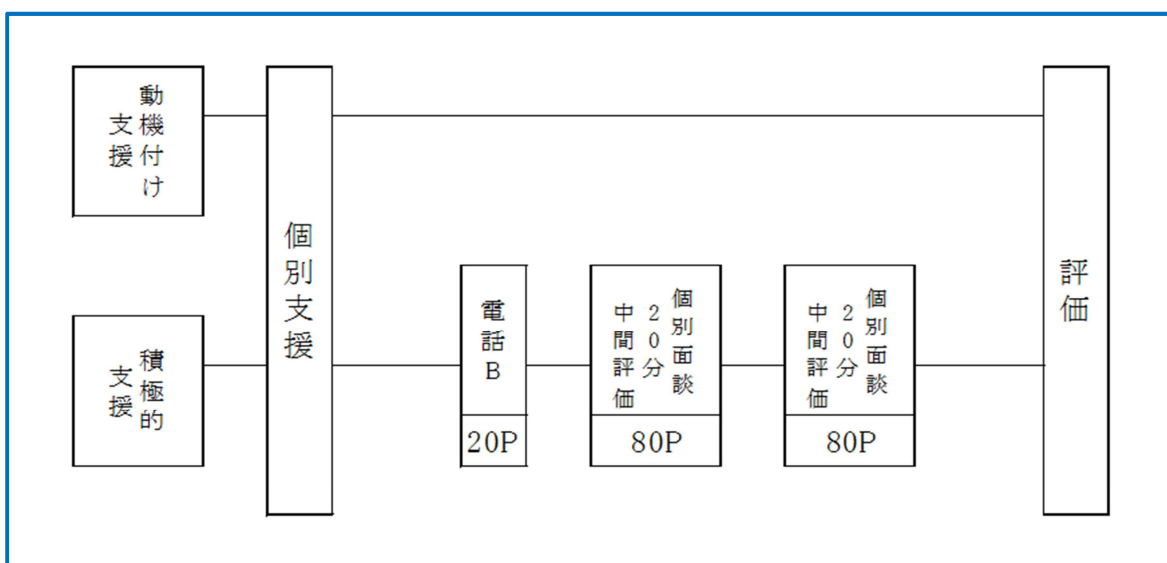 動機付け
支援
積極的
支援
個別支援
電話B
20P
個別面談
20分
中間評価
80P
個別面談
20分
中間評価
80P
評価